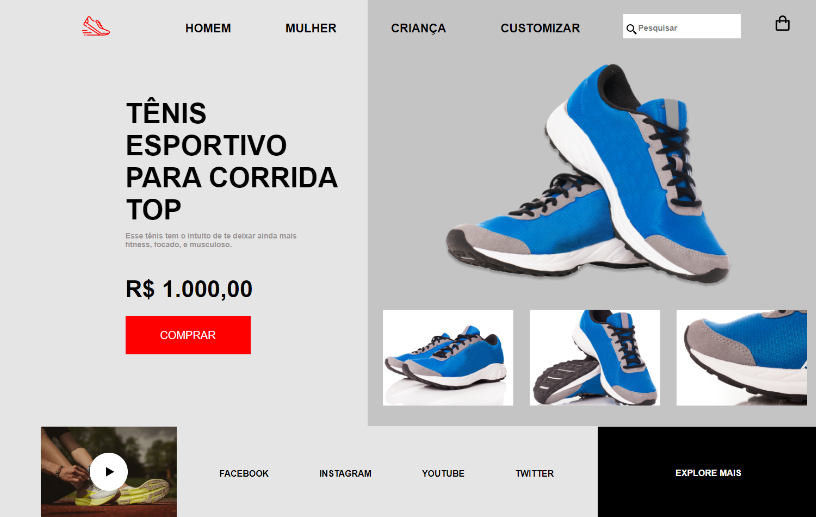 HOMEM MULHER CRIANÇA CUSTOMIZAR Pesquisar
TÊNIS
ESPORTIVO
PARA CORRIDA
TOP
Esse tênis tem o intuito de te deixar ainda mais
fitness, focado, e musculoso.
R$ 1.000,00
COMPRAR
FACEBOOK INSTAGRAM YOUTUBE TWITTER EXPLORE MAIS